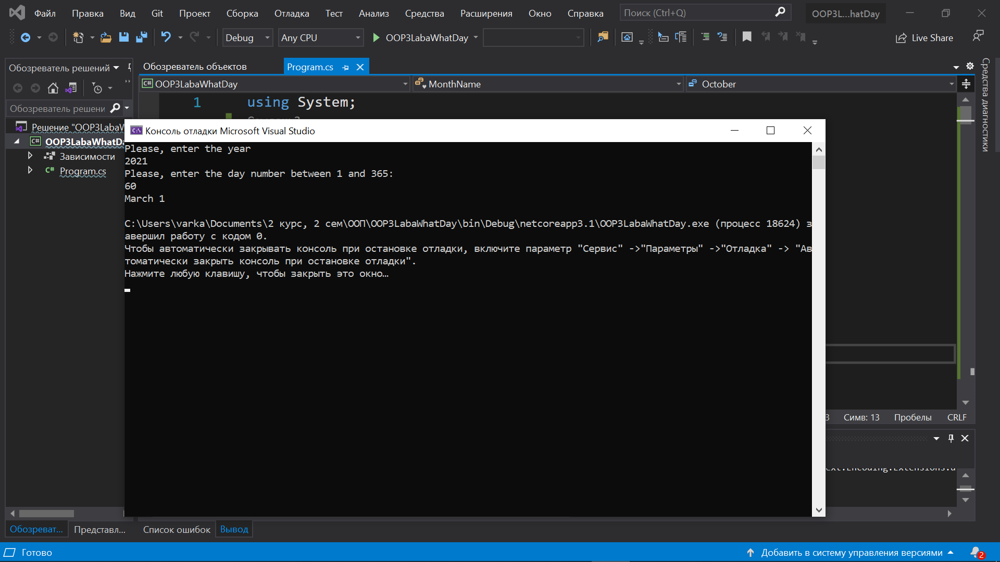 Файл Правка Вид Git Проект Сборка Отладка Тест Анализ Средства Расширения Окно Справка Поиск (Ctrl+Q) OOP3L...hatDay
Debug Any CPU OOP3LabaWhatDay Live Share
Обозреватель решений
Обозреватель объектов Program.cs
OOP3LabaWhatDay MonthName October
Обозреватель решени
1 using System;
Решение "OOP3LabaW
OOP3LabaWhatDa
Зависимости
Program.cs
Консоль отладки Microsoft Visual Studio
Please, enter the year
2021
Please, enter the day number between 1 and 365:
60
March 1
C:\Users\varka\Documents\2 курс, 2 сем\ООП\OOP3LabaWhatDay\bin\Debug\netcoreapp3.1\OOP3LabaWhatDay.exe (процесс 18624) з
авершил работу с кодом 0.
Чтобы автоматически закрывать консоль при остановке отладки, включите параметр "Сервис" ->"Параметры" ->"Отладка" -> "Ав
томатически закрыть консоль при остановке отладки".
Нажмите любую клавишу, чтобы закрыть это окно…
Средства диагностики
3 Симв: 13 Пробелы CRLF
Обозреват... Представл...
Список ошибок Вывод
Готово
Добавить в систему управления версиями 2